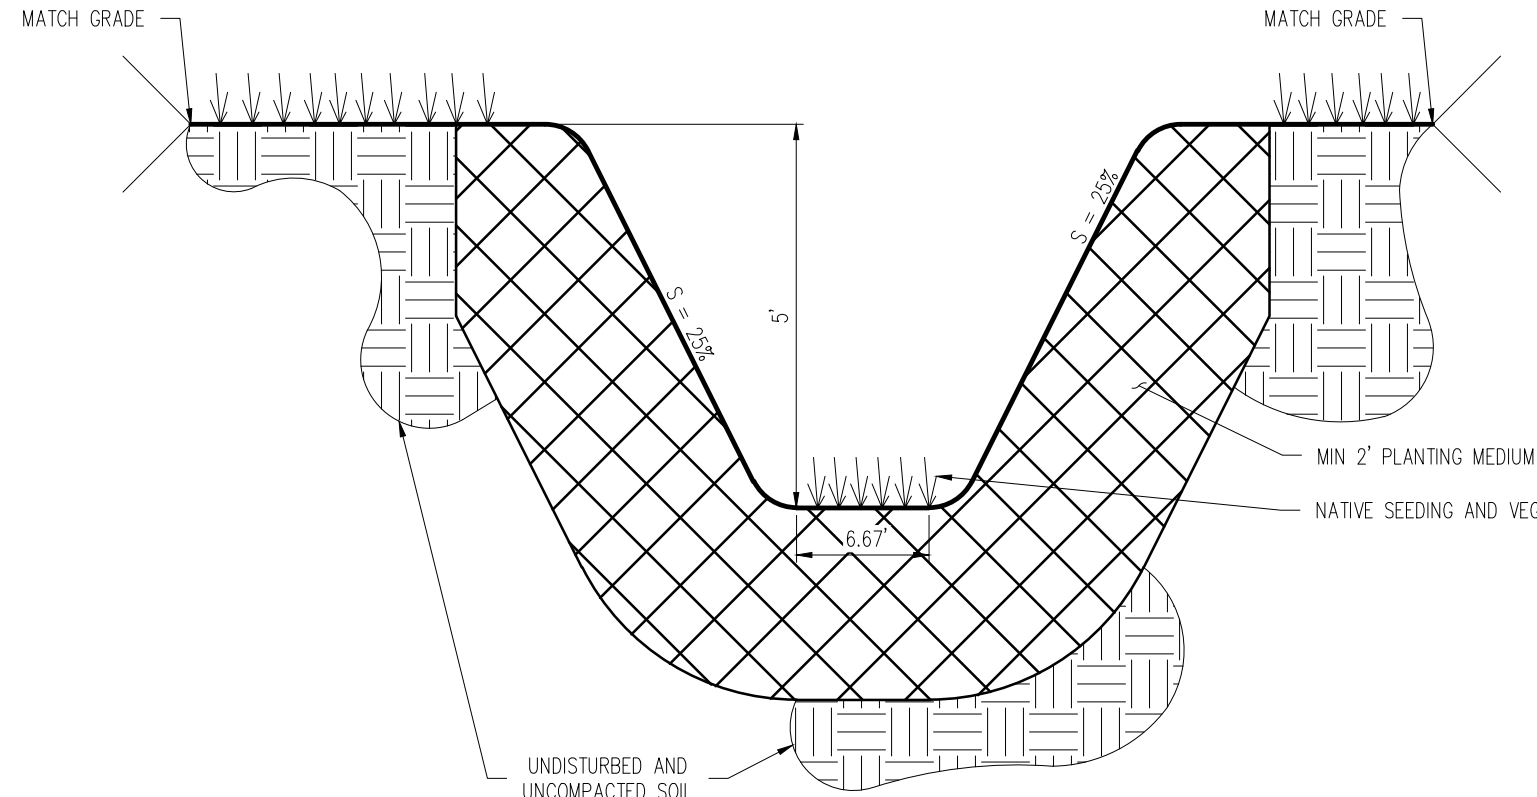 MATCH GRADE
MATCH GRADE
S = 25%
S = 25%
5'
MIN 2' PLANTING MEDIUM
NATIVE SEEDING AND
6.67'
UNDISTURBED AND
UNCOMPACTED SOIL